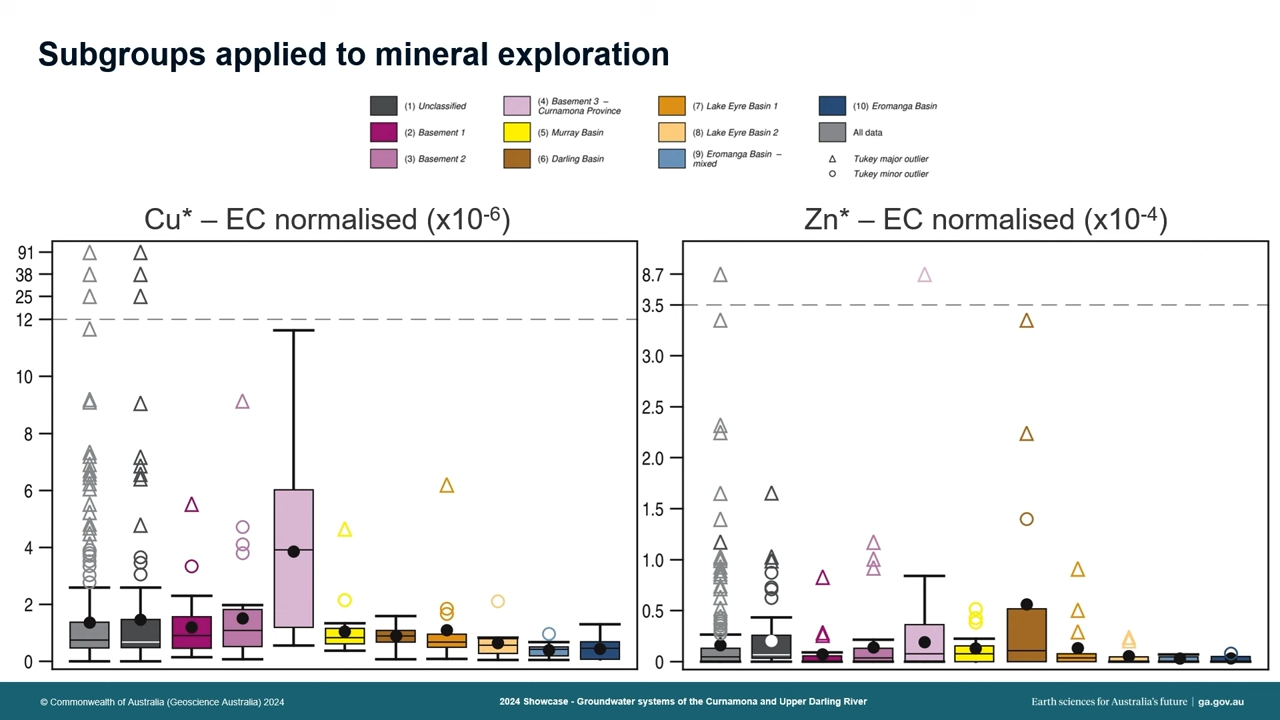 Subgroups applied to mineral exploration
(1) Unclassified
(2) Basement 1
(3) Basement 2
(4) Basement 3 –
Curnamona Province
(5) Murray Basin
(6) Darling Basin
(7) Lake Eyre Basin 1
(8) Lake Eyre Basin 2
(9) Eromanga Basin –
mixed
(10) Eromanga Basin
All data
Tukey major outlier
Tukey minor outlier
Cu* – EC normalised (x10-6)
91
38
25
12
10
8
6
4
2
0
Zn* – EC normalised (x10-4)
8.7
3.5
3.0
2.5
2.0
1.5
1.0
0.5
0
© Commonwealth of Australia (Geoscience Australia) 2024
2024 Showcase - Groundwater systems of the Curnamona and Upper Darling River
Earth sciences for Australia's future | ga.gov.au